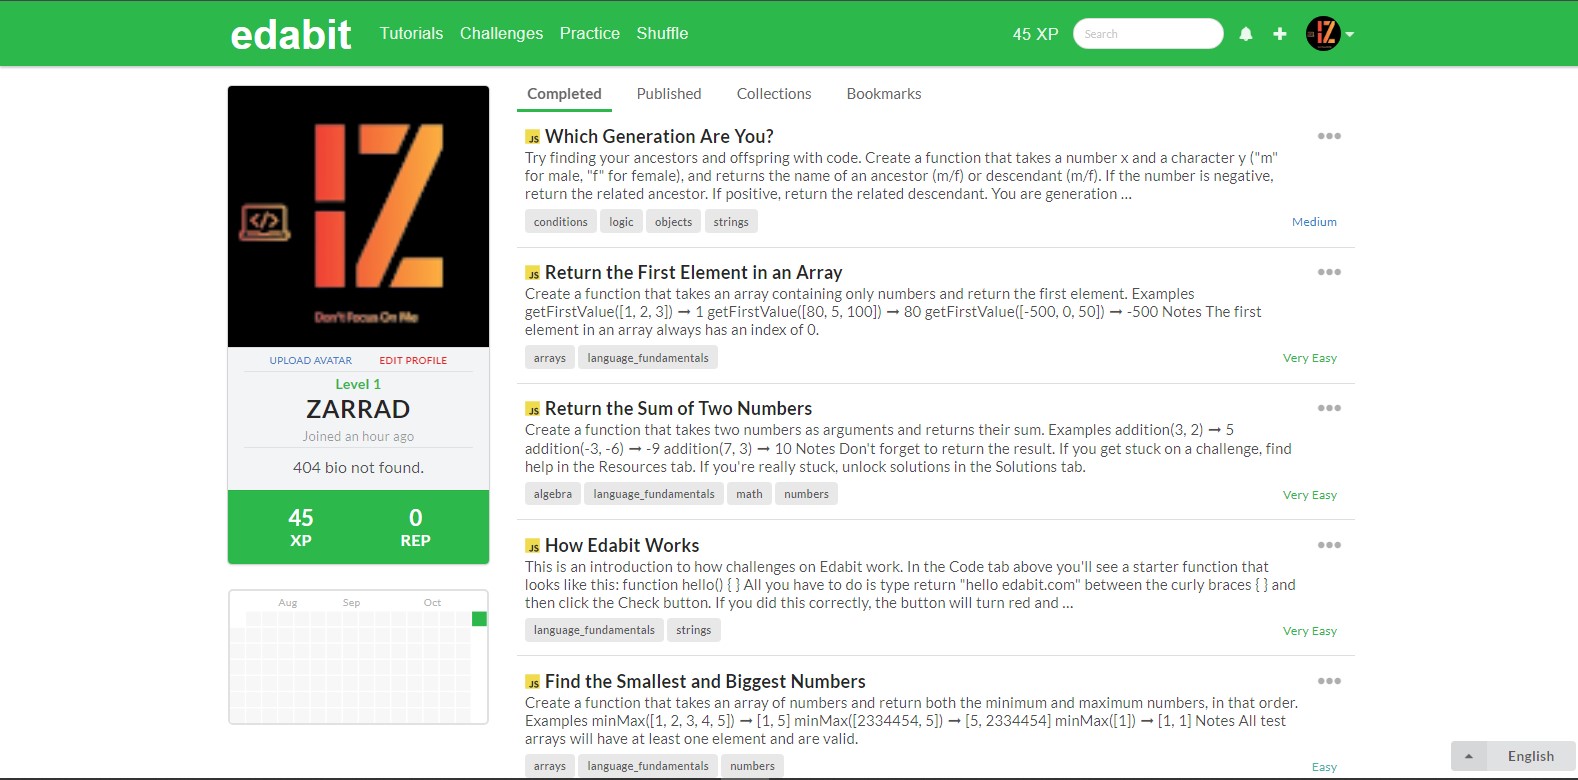 edabit Tutorials Challenges Practice Shuffle 45 XP Search
IZ
</>
Don't Focus On Me
UPLOAD AVATAR EDIT PROFILE
Level 1
ZARRAD
Joined an hour ago
404 bio not found.
45 0
XP REP
Aug Sep Oct
Completed Published Collections Bookmarks
JS Which Generation Are You?
Try finding your ancestors and offspring with code. Create a function that takes a number x and a character y ("m"
for male, "f" for female), and returns the name of an ancestor (m/f) or descendant (m/f). If the number is negative,
return the related ancestor. If positive, return the related descendant. You are generation ...
conditions logic objects strings Medium
JS Return the First Element in an Array
Create a function that takes an array containing only numbers and return the first element. Examples
getFirstValue([1, 2, 3]) ➞ 1 getFirstValue([80, 5, 100]) ➞ 80 getFirstValue([-500, 0, 50]) ➞ -500 Notes The first
element in an array always has an index of 0.
arrays language_fundamentals Very Easy
JS Return the Sum of Two Numbers
Create a function that takes two numbers as arguments and returns their sum. Examples addition(3, 2) ➞ 5
addition(-3, -6) ➞ -9 addition(7, 3) ➞ 10 Notes Don't forget to return the result. If you get stuck on a challenge, find
help in the Resources tab. If you're really stuck, unlock solutions in the Solutions tab.
algebra language_fundamentals math numbers Very Easy
JS How Edabit Works
This is an introduction to how challenges on Edabit work. In the Code tab above you'll see a starter function that
looks like this: function hello() { } All you have to do is type return "hello edabit.com" between the curly braces { } and
then click the Check button. If you did this correctly, the button will turn red and ...
language_fundamentals strings Very Easy
JS Find the Smallest and Biggest Numbers
Create a function that takes an array of numbers and return both the minimum and maximum numbers, in that order.
Examples minMax([1, 2, 3, 4, 5]) ➞ [1, 5] minMax([2334454, 5]) ➞ [5, 2334454] minMax([1]) ➞ [1, 1] Notes All test
arrays will have at least one element and are valid.
arrays language_fundamentals numbers Easy
English